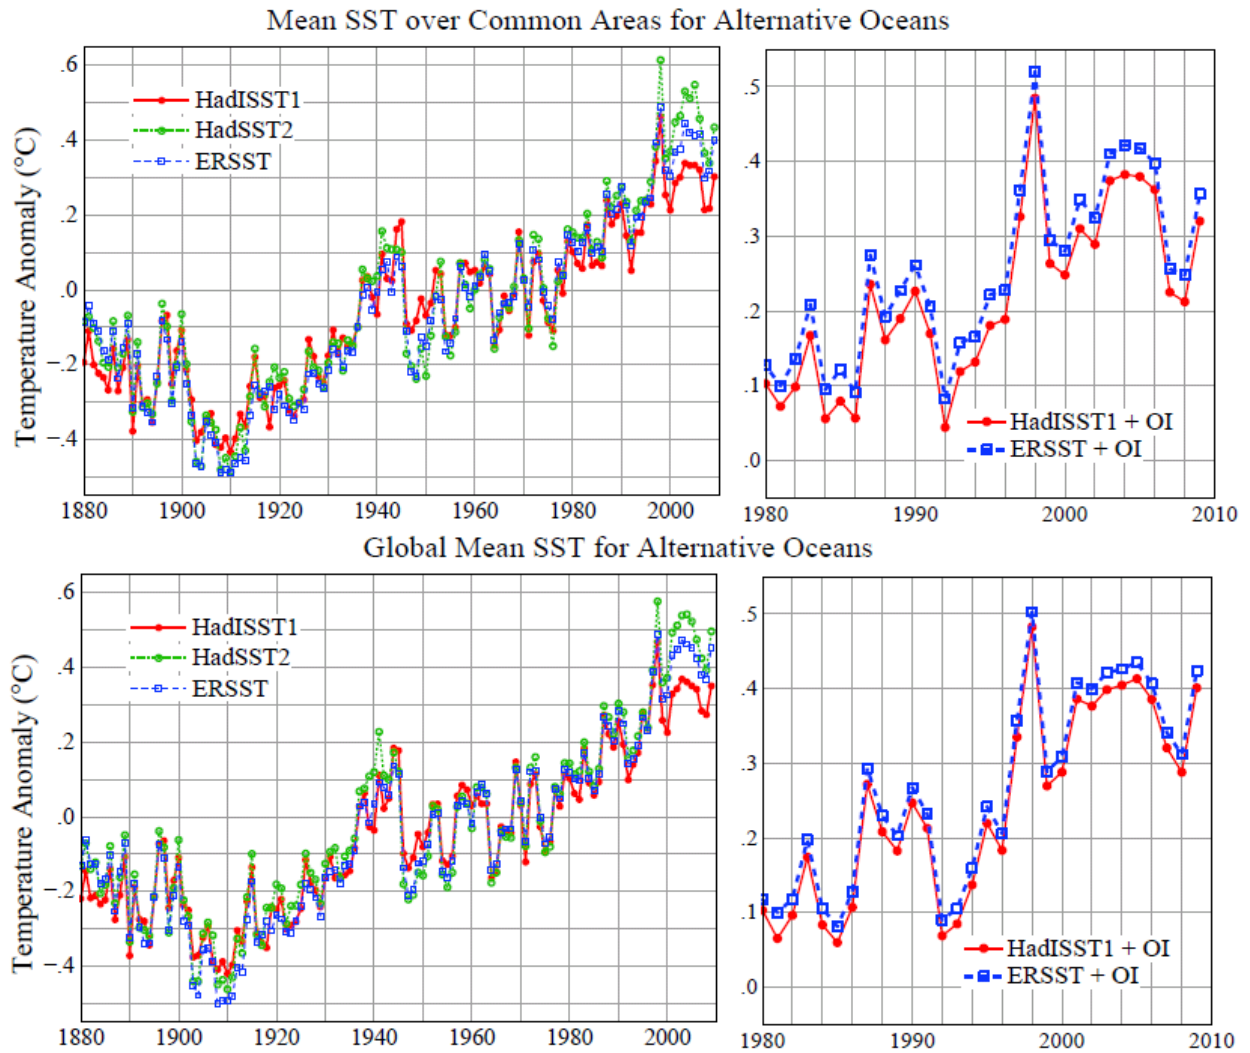 Mean SST over Common Areas for Alternative Oceans
Temperature Anomaly (°C)
.6
.4
.2
.0
−.2
−.4
HadISST1
HadSST2
ERSST
1880 1900 1920 1940 1960 1980 2000
.5
.4
.3
.2
.1
.0
HadISST1 + OI
ERSST + OI
1980 1990 2000 2010
Global Mean SST for Alternative Oceans
Temperature Anomaly (°C)
.6
.4
.2
.0
−.2
−.4
HadISST1
HadSST2
ERSST
1880 1900 1920 1940 1960 1980 2000
.5
.4
.3
.2
.1
.0
HadISST1 + OI
ERSST + OI
1980 1990 2000 2010